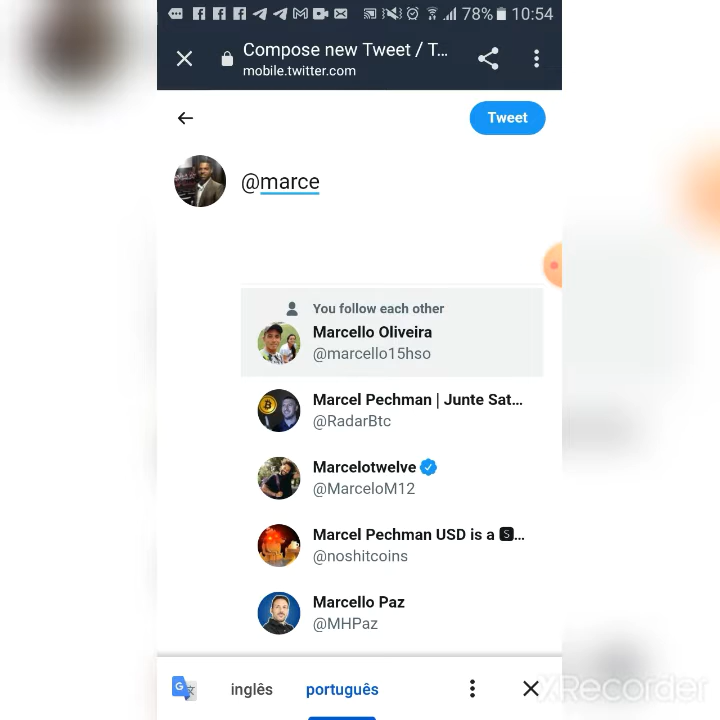 78% 10:54
Compose new Tweet / T...
mobile.twitter.com
Tweet
@marce
You follow each other
Marcello Oliveira
@marcello15hso
Marcel Pechman | Junte Sat...
@RadarBtc
Marcelotwelve
@MarceloM12
Marcel Pechman USD is a 🆂...
@noshitcoins
Marcello Paz
@MHPaz
inglês português
XRecorder